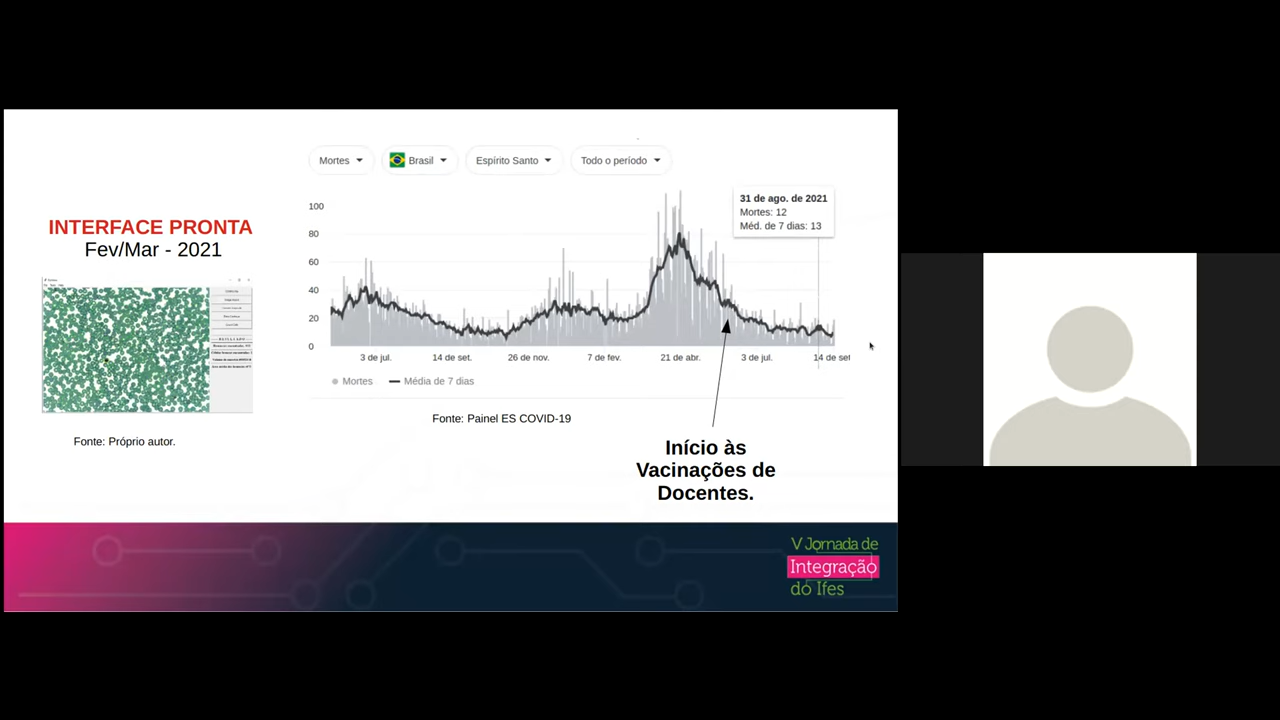 INTERFACE PRONTA
Fev/Mar - 2021
Fonte: Próprio autor.
Mortes
Brasil
Espírito Santo
Todo o período
31 de ago. de 2021
Mortes: 12
Méd. de 7 dias: 13
100
80
60
40
20
0
3 de jul.
14 de set.
26 de nov.
7 de fev.
21 de abr.
3 de jul.
14 de set
Mortes
Média de 7 dias
Fonte: Painel ES COVID-19
Início às
Vacinações de
Docentes.
V Jornada de
Integração
do Ifes